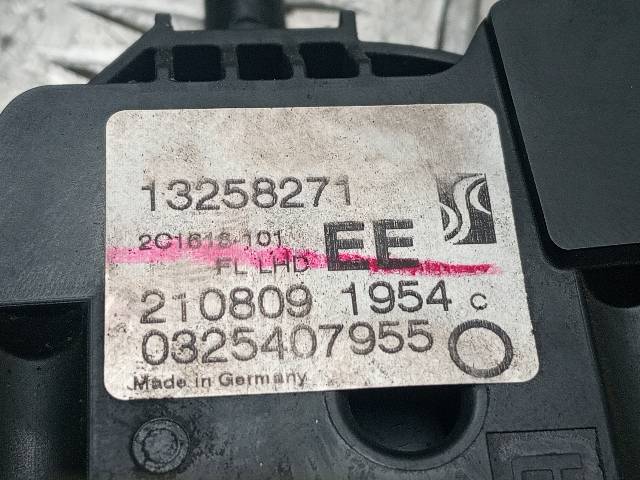 13258271
2C1618-101 EE
FL LHD
210809 1954 C
0325407955
Made in Germany